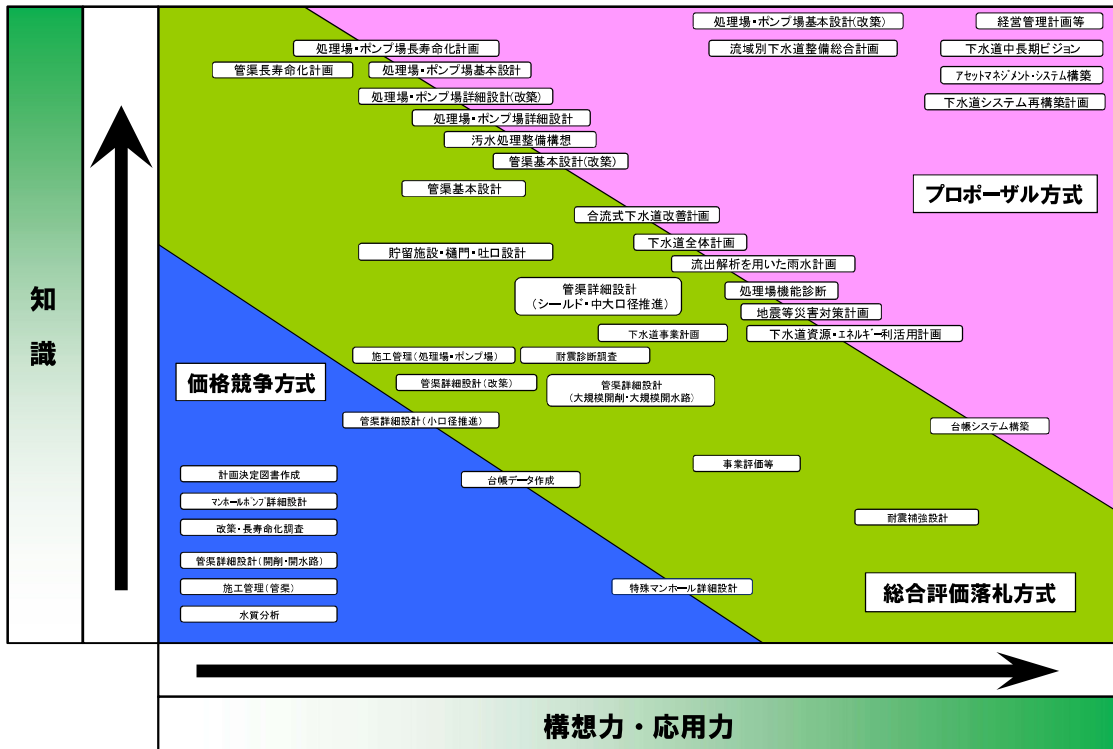 処理場・ポンプ場基本設計(改築)
経営管理計画等
処理場・ポンプ場長寿命化計画
流域別下水道整備総合計画
下水道中長期ビジョン
管渠長寿命化計画
処理場・ポンプ場基本設計
アセットマネジメント・システム構築
処理場・ポンプ場詳細設計(改築)
下水道システム再構築計画
処理場・ポンプ場詳細設計
汚水処理整備構想
管渠基本設計(改築)
管渠基本設計
プロポーザル方式
合流式下水道改善計画
下水道全体計画
貯留施設・樋門・吐口設計
流出解析を用いた雨水計画
管渠詳細設計
(シールド・中大口径推進)
処理場機能診断
地震等災害対策計画
下水道事業計画
下水道資源・エネルギー利活用計画
知識
施工管理(処理場・ポンプ場)
耐震診断調査
価格競争方式
管渠詳細設計(改築)
管渠詳細設計
(大規模開削・大規模開水路)
管渠詳細設計(小口径推進)
台帳システム構築
計画決定図書作成
台帳データ作成
事業評価等
マンホールポンプ詳細設計
改築・長寿命化調査
耐震補強設計
管渠詳細設計(開削・開水路)
施工管理(管渠)
特殊マンホール詳細設計
総合評価落札方式
水質分析
構想力・応用力